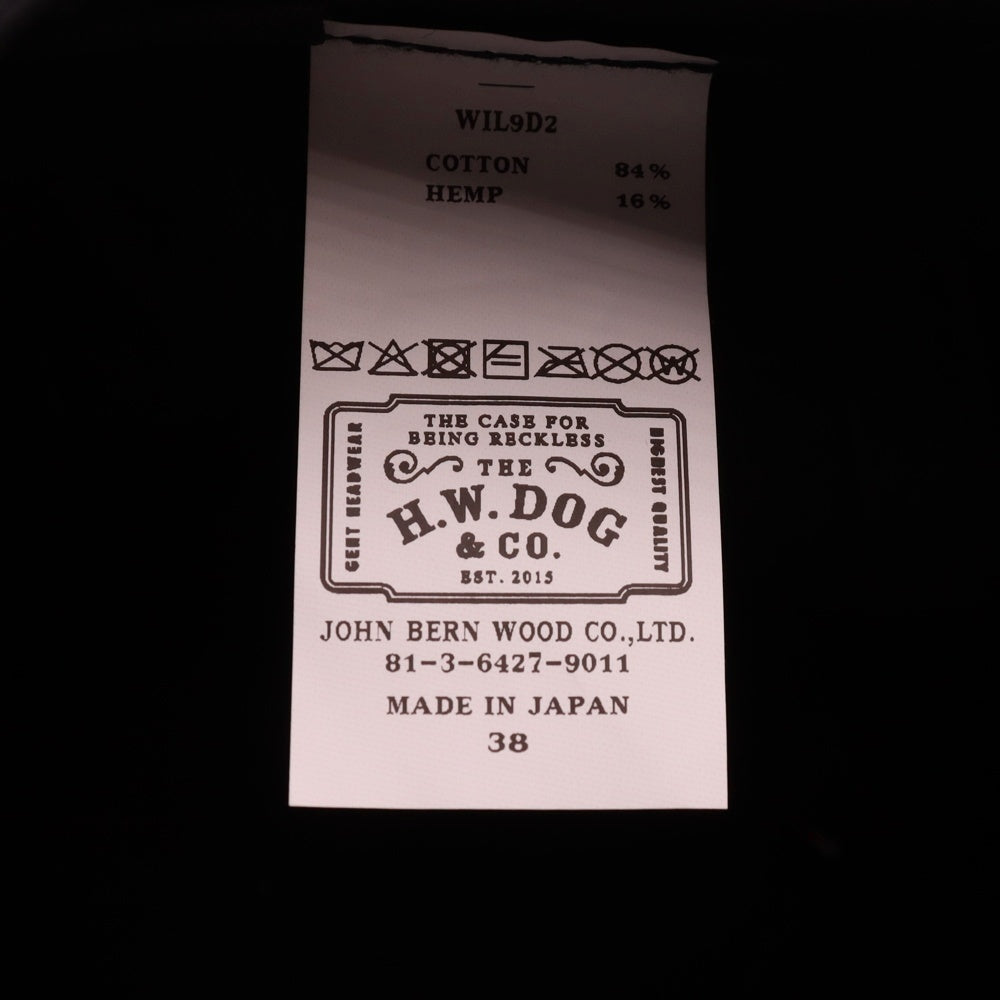 WIL9D2
COTTON 84%
HEMP 16%
W
THE CASE FOR
BEING RECKLESS
GENT HEADWEAR
THE
H.W. DOG
& CO.
EST. 2015
BIGBEST QUALITY
JOHN BERN WOOD CO.,LTD.
81-3-6427-9011
MADE IN JAPAN
38